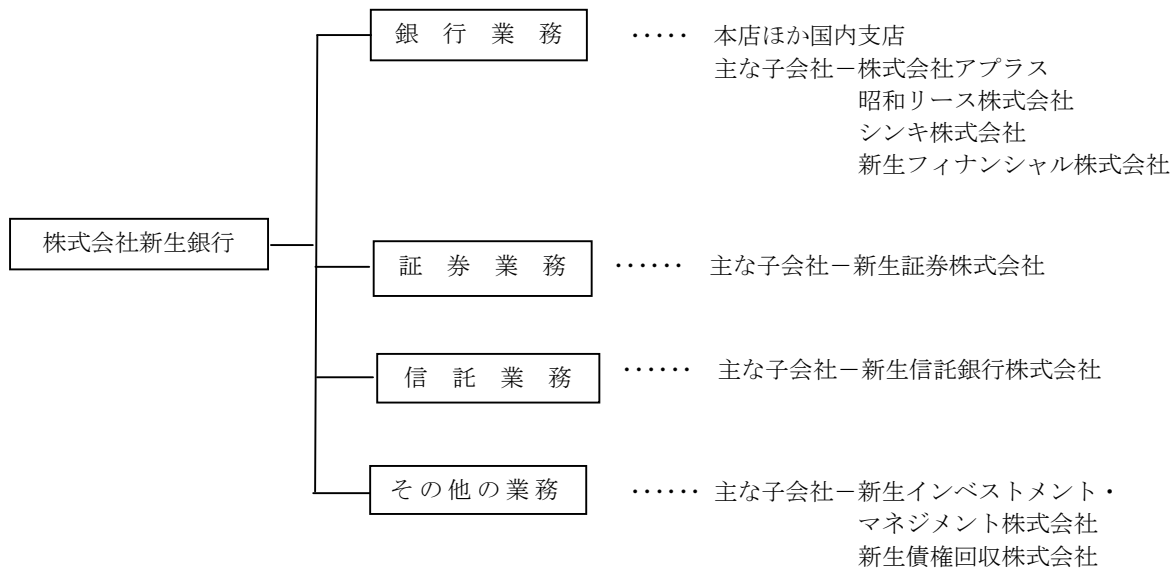 銀行業務 ····· 本店ほか国内支店
主な子会社－株式会社アプラス
昭和リース株式会社
シンキ株式会社
新生フィナンシャル株式会社
株式会社新生銀行
証券業務 ······ 主な子会社－新生証券株式会社
信託業務 ······ 主な子会社－新生信託銀行株式会社
その他の業務 ······ 主な子会社－新生インベストメント・
マネジメント株式会社
新生債権回収株式会社